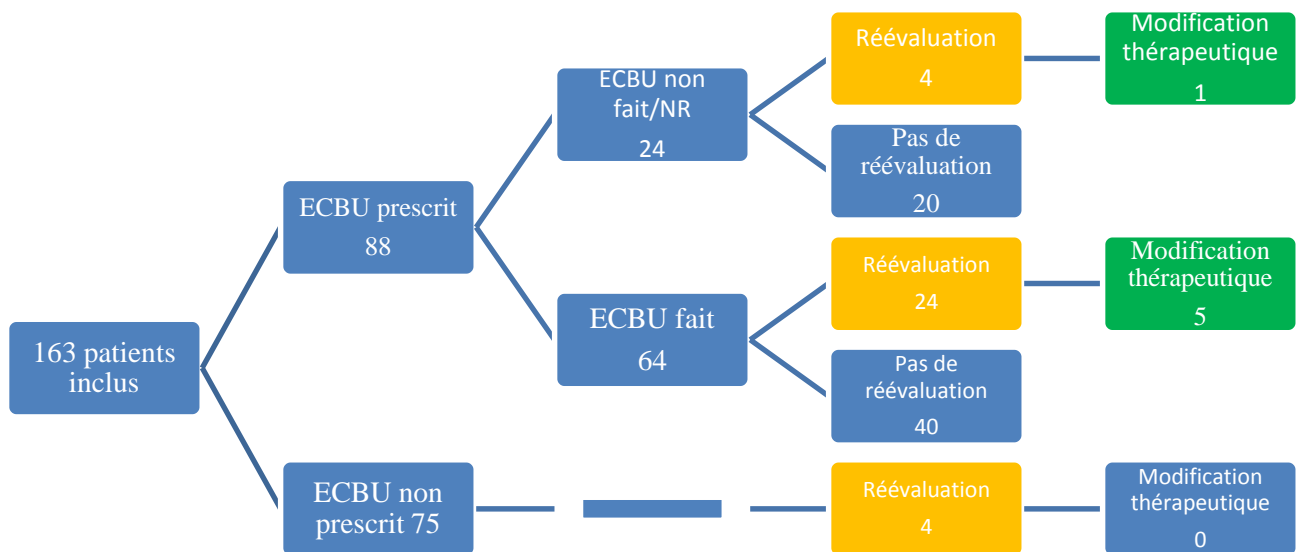 163 patients
inclus
ECBU prescrit
88
ECBU non
fait/NR
24
Réévaluation
4
Modification
thérapeutique
1
Pas de
réévaluation
20
ECBU fait
64
Réévaluation
24
Modification
thérapeutique
5
Pas de
réévaluation
40
ECBU non
prescrit 75
Réévaluation
4
Modification
thérapeutique
0